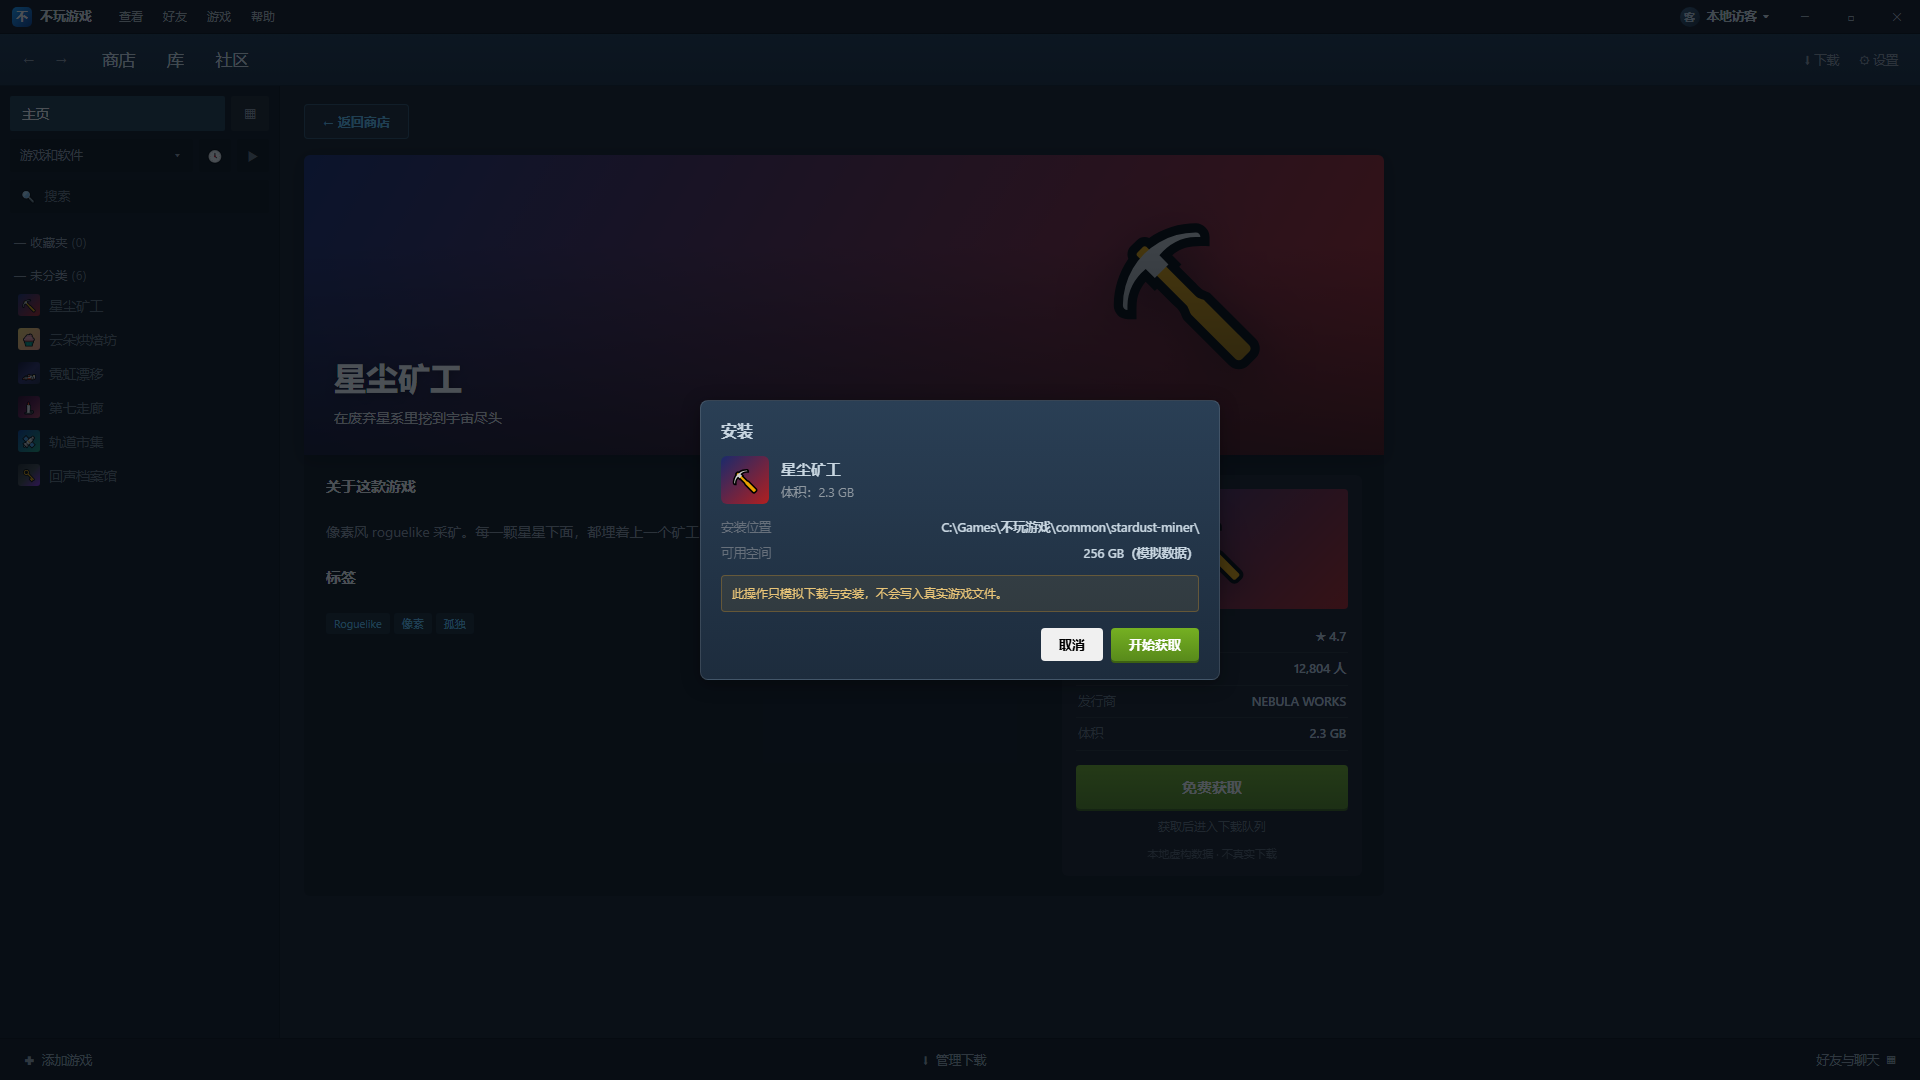 不 不玩游戏 查看 好友 游戏 帮助 客 本地访客
← → 商店 库 社区 下载 设置
主页
← 返回商店
游戏和软件
搜索
— 收藏夹 (0)
— 未分类 (6)
星尘矿工
云朵烘焙坊
霓虹漂移
第七走廊
轨道市集
回声档案馆
星尘矿工
在废弃星系里挖到宇宙尽头
关于这款游戏
像素风 roguelike 采矿。每一颗星星下面，都埋着上一个矿工
标签
Roguelike 像素 孤独
安装
星尘矿工
体积：2.3 GB
安装位置 C:\Games\不玩游戏\common\stardust-miner\
可用空间 256 GB（模拟数据）
此操作只模拟下载与安装，不会写入真实游戏文件。
取消 开始获取
★ 4.7
12,804 人
发行商 NEBULA WORKS
体积 2.3 GB
免费获取
获取后进入下载队列
本地虚构数据 · 不真实下载
添加游戏 管理下载 好友与聊天